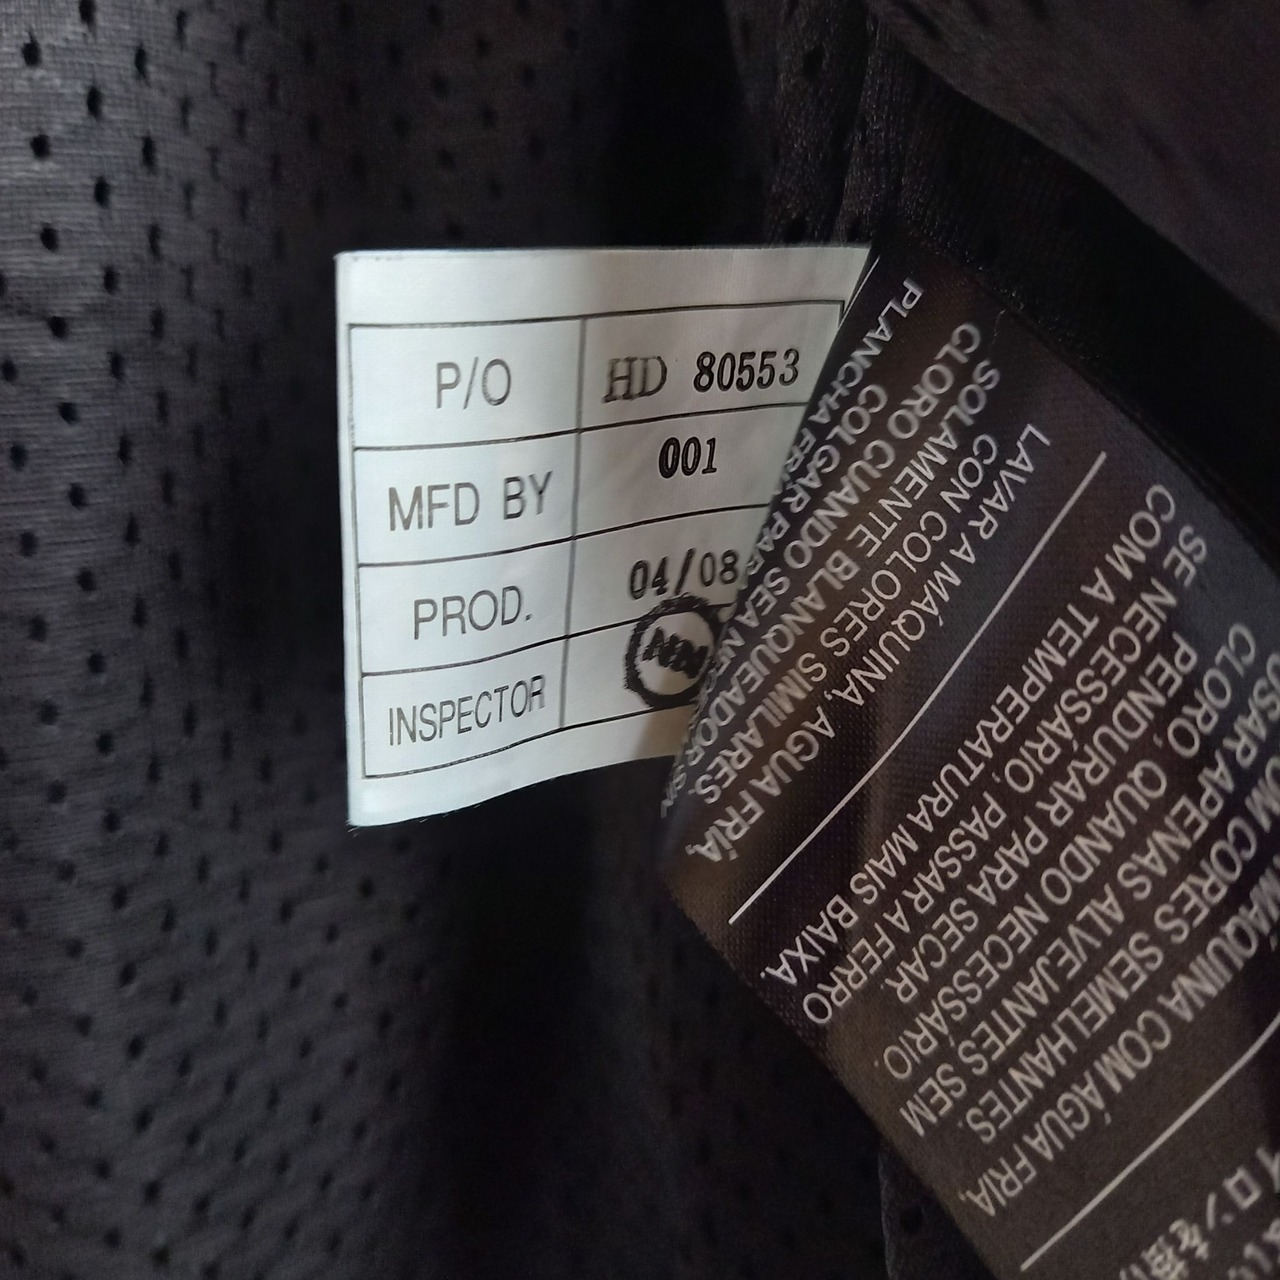 P/O HD 80553
MFD BY 001
PROD. 04/08
INSPECTOR
LAVAR A MÁQUINA, AGUA FRÍA,
CON COLORES SIMILARES.
SOLAMENTE BLANQUEADOR SIN
CLORO CUANDO SEA
COLGAR PARA
PLANCHA
MÁQUINA COM ÁGUA FRIA,
COM CORES SEMELHANTES.
USAR APENAS ALVEJANTES SEM
CLORO, QUANDO NECESSÁRIO.
PENDURAR PARA SECAR
SE NECESSÁRIO, PASSAR A FERRO
COM A TEMPERATURA MAIS BAIXA.